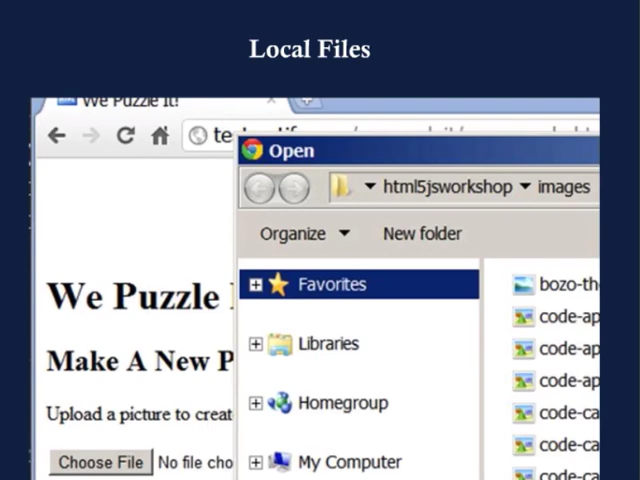 Local Files
We Puzzle It!
Open
html5jsworkshop images
Organize New folder
Favorites
bozo-th
code-ap
We Puzzle
Libraries
code-ap
Make A New P
code-ap
Homegroup
code-ca
Upload a picture to creat
code-ca
Choose File No file cho
My Computer
code-ca